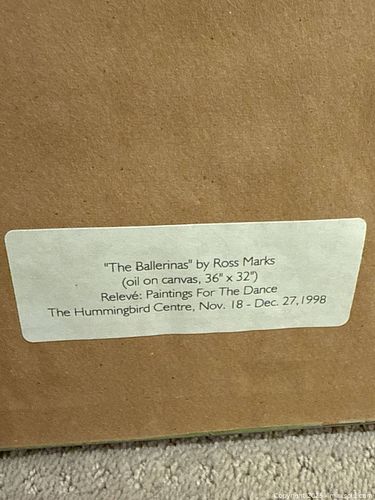 "The Ballerinas" by Ross Marks
(oil on canvas, 36" x 32")
Relevé: Paintings For The Dance
The Hummingbird Centre, Nov. 18 - Dec. 27, 1998